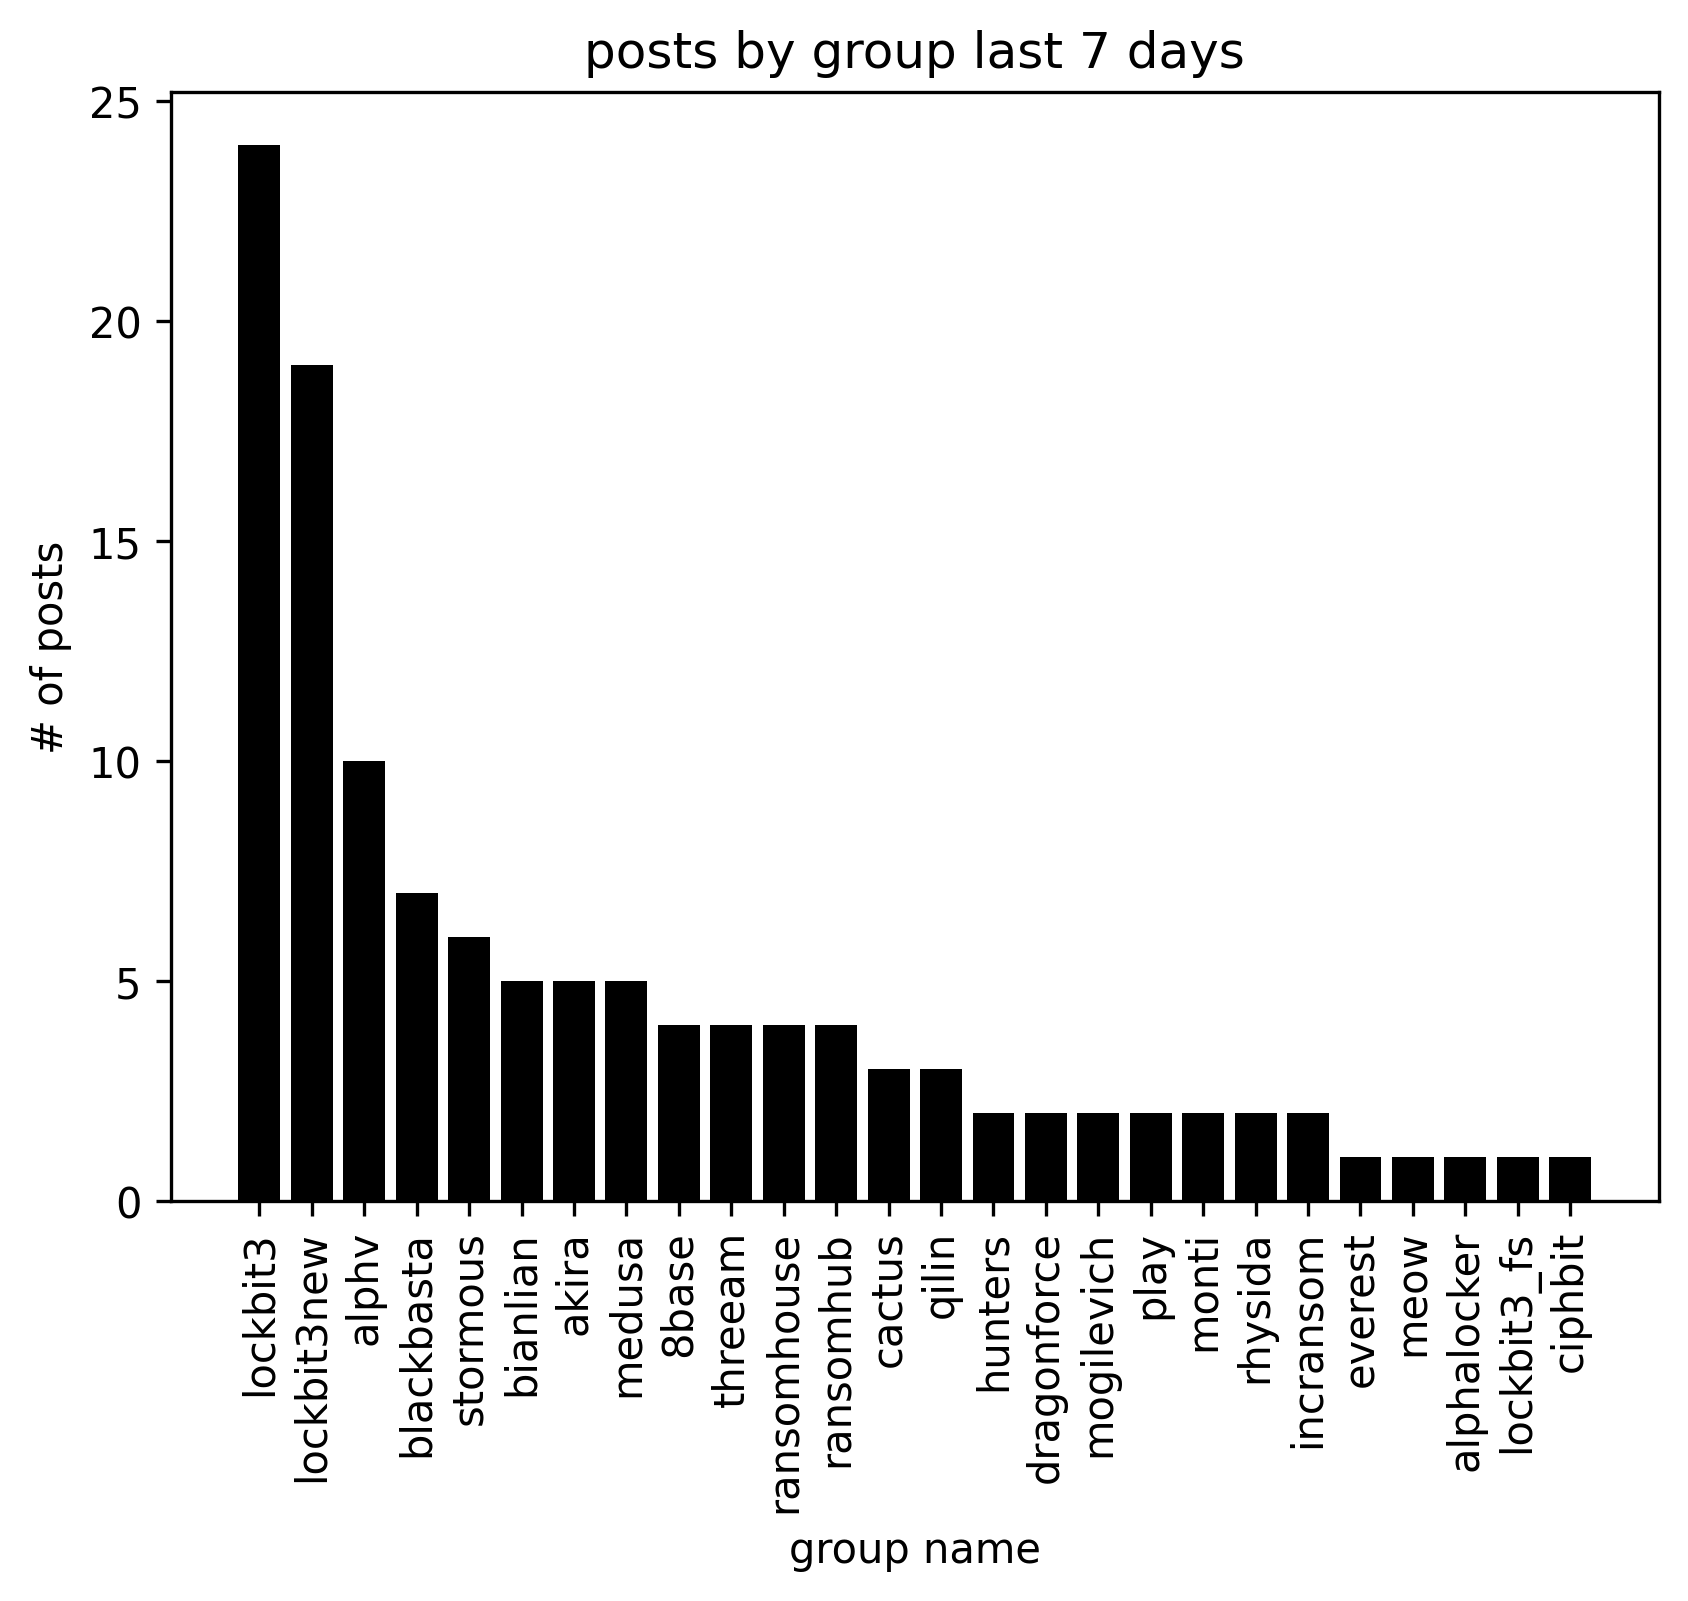 posts by group last 7 days
25
20
15
10
5
0
# of posts
lockbit3
lockbit3new
alphv
blackbasta
stormous
bianlian
akira
medusa
8base
threeam
ransomhouse
ransomhub
cactus
qilin
hunters
dragonforce
mogilevich
play
monti
rhysida
incransom
everest
meow
alphalocker
lockbit3_fs
ciphbit
group name